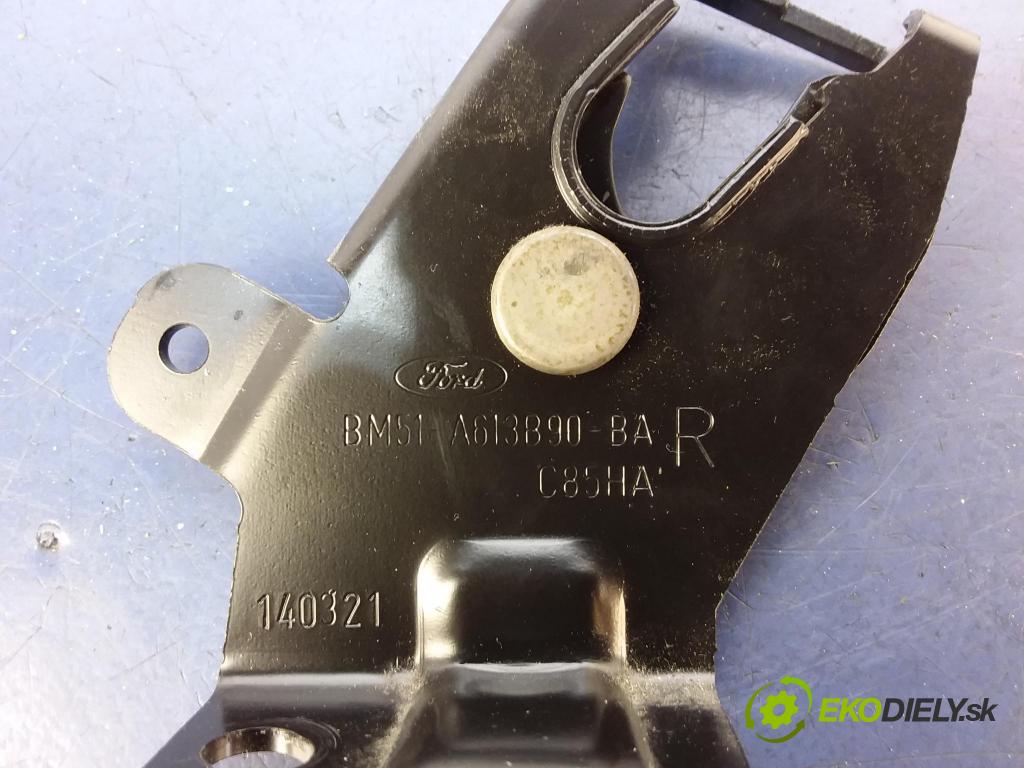 Ford
BM51-A613B90-BA R
C85HA
140321
EKODIELY.sk